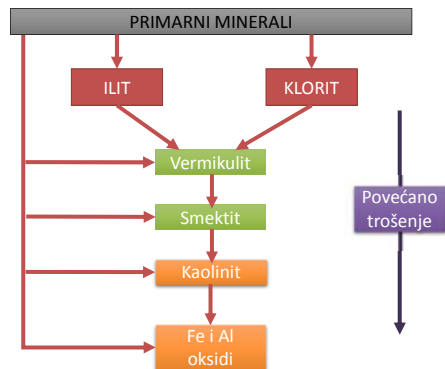 PRIMARNI MINERALI
ILIT
KLORIT
Vermikulit
Povećano
trošenje
Smektit
Kaolinit
Fe i Al
oksidi